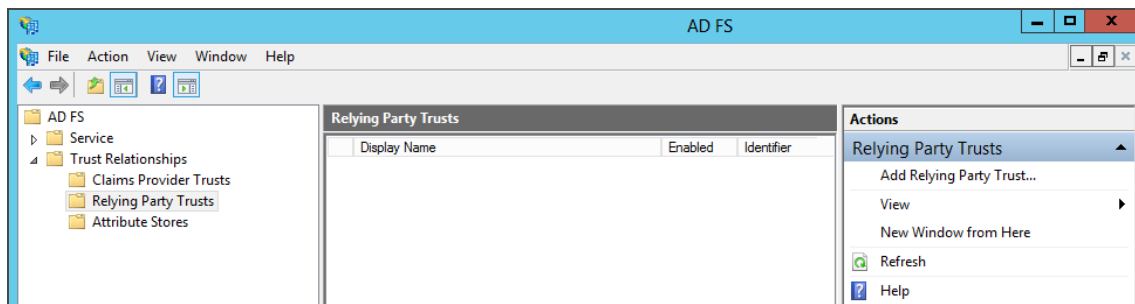 AD FS
File Action View Window Help
AD FS
Service
Trust Relationships
Claims Provider Trusts
Relying Party Trusts
Attribute Stores
Relying Party Trusts
Display Name Enabled Identifier
Actions
Relying Party Trusts
Add Relying Party Trust...
View
New Window from Here
Refresh
Help